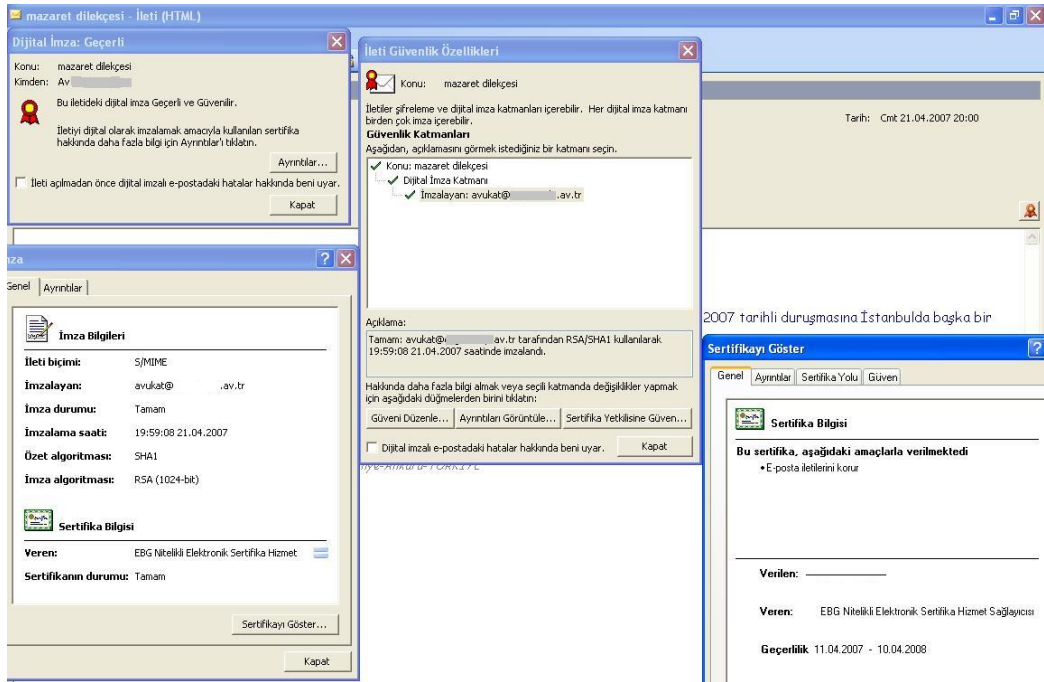 mazaret dilekçesi - İleti (HTML)
Dijital İmza: Geçerli
Konu: mazaret dilekçesi
Kimden: Av
Bu iletideki dijital imza Geçerli ve Güvenilir.
İletiyi dijital olarak imzalamak amacıyla kullanılan sertifika
hakkında daha fazla bilgi için Ayrıntılar'ı tıklatın.
Ayrıntılar...
İleti açılmadan önce dijital imzalı e-postadaki hatalar hakkında beni uyar.
Kapat
İleti Güvenlik Özellikleri
Konu: mazaret dilekçesi
İletiler şifreleme ve dijital imza katmanları içerebilir. Her dijital imza katmanı
birden çok imza içerebilir.
Güvenlik Katmanları
Aşağıdan, açıklamasını görmek istediğiniz bir katmanı seçin.
Konu: mazaret dilekçesi
Dijital İmza Katmanı
İmzalayan: avukat@ .av.tr
Açıklama:
Tamam: avukat@ av.tr tarafından RSA/SHA1 kullanılarak
19:59:08 21.04.2007 saatinde imzalandı.
Hakkında daha fazla bilgi almak veya seçili katmanda değişiklikler yapmak
için aşağıdaki düğmelerden birini tıklatın:
Güveni Düzenle... Ayrıntıları Görüntüle... Sertifika Yetkilisine Güven...
Dijital imzalı e-postadaki hatalar hakkında beni uyar.
Kapat
Tarih: Cmt 21.04.2007 20:00
2007 tarihli duruşmasına İstanbulda başka bir
Ankara-TÜRKİYE
Genel Ayrıntılar
İmza Bilgileri
İleti biçimi: S/MIME
İmzalayan: avukat@ .av.tr
İmza durumu: Tamam
İmzalama saati: 19:59:08 21.04.2007
Özet algoritması: SHA1
İmza algoritması: RSA (1024-bit)
Sertifika Bilgisi
Veren: EBG Nitelikli Elektronik Sertifika Hizmet
Sertifikanın durumu: Tamam
Sertifikayı Göster...
Kapat
Sertifikayı Göster
Genel Ayrıntılar Sertifika Yolu Güven
Sertifika Bilgisi
Bu sertifika, aşağıdaki amaçlarla verilmektedi
•E-posta iletilerini korur
Verilen:
Veren: EBG Nitelikli Elektronik Sertifika Hizmet Sağlayıcısı
Geçerlilik 11.04.2007 - 10.04.2008